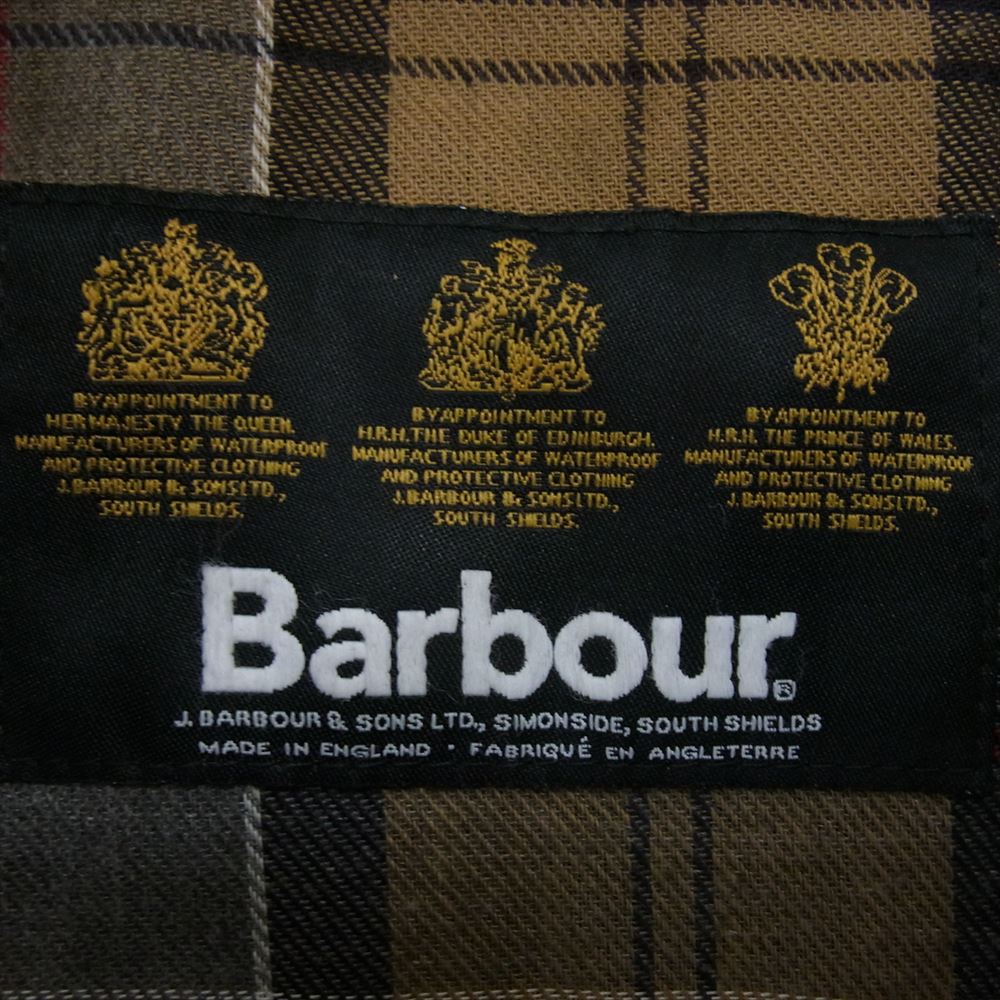 BY APPOINTMENT TO
HER MAJESTY THE QUEEN.
MANUFACTURERS OF WATERPROOF
AND PROTECTIVE CLOTHING
J.BARBOUR & SONS LTD.,
SOUTH SHIELDS.
BY APPOINTMENT TO
H.R.H. THE DUKE OF EDINBURGH.
MANUFACTURERS OF WATERPROOF
AND PROTECTIVE CLOTHING
J.BARBOUR & SONS LTD.,
SOUTH SHIELDS.
BY APPOINTMENT TO
H.R.H. THE PRINCE OF WALES.
MANUFACTURERS OF WATERPROOF
AND PROTECTIVE CLOTHING
J.BARBOUR & SONS LTD.,
SOUTH SHIELDS.
Barbour®
J. BARBOUR & SONS LTD., SIMONSIDE, SOUTH SHIELDS
MADE IN ENGLAND · FABRIQUÉ EN ANGLETERRE